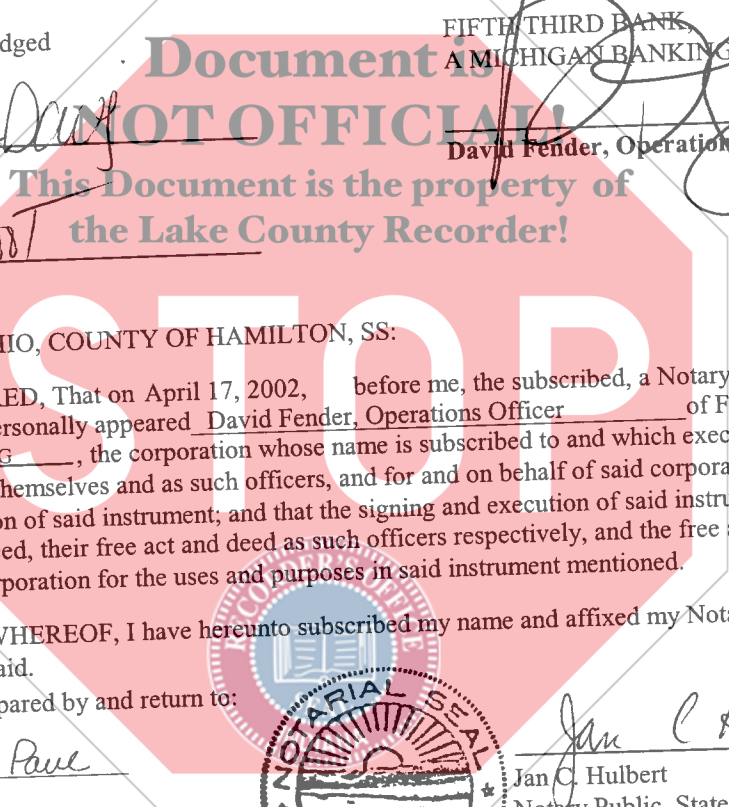 dged
FIFTH THIRD BANK,
A MICHIGAN BANKING
Document is
NOT OFFICIAL!
David Fender, Operation
This Document is the property of
the Lake County Recorder!
STOP
HIO, COUNTY OF HAMILTON, SS:
RED, That on April 17, 2002, before me, the subscribed, a Notary
ersonally appeared David Fender, Operations Officer of F
G, the corporation whose name is subscribed to and which exec
hemselves and as such officers, and for and on behalf of said corpora
on of said instrument; and that the signing and execution of said instru
ed, their free act and deed as such officers respectively, and the free a
rporation for the uses and purposes in said instrument mentioned.
RECORDER'S OFFICE
WHEREOF, I have hereunto subscribed my name and affixed my Nota
aid.
pared by and return to:
NOTARIAL SEAL
Jan C
Jan C. Hulbert
Notary Public, State